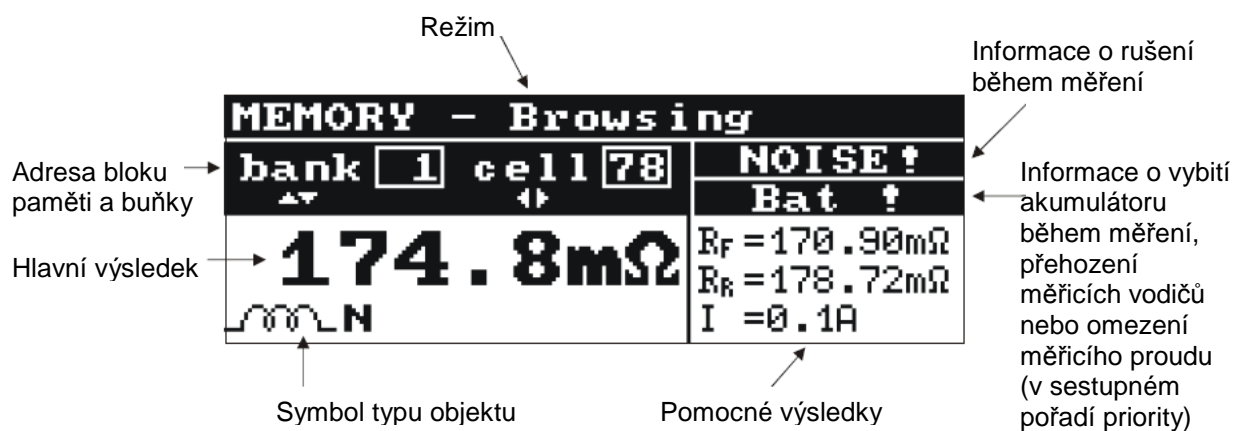 Režim
Informace o rušení
během měření
MEMORY - Browsing
Adresa bloku
paměti a buňky
bank 1 cell 78
NOISE!
Bat !
Informace o vybití
akumulátoru
během měření,
přehození
měřicích vodičů
nebo omezení
měřicího proudu
(v sestupném
pořadí priority)
Hlavní výsledek
174.8mΩ
N
RF=170.90mΩ
RR=178.72mΩ
I =0.1A
Symbol typu objektu
Pomocné výsledky